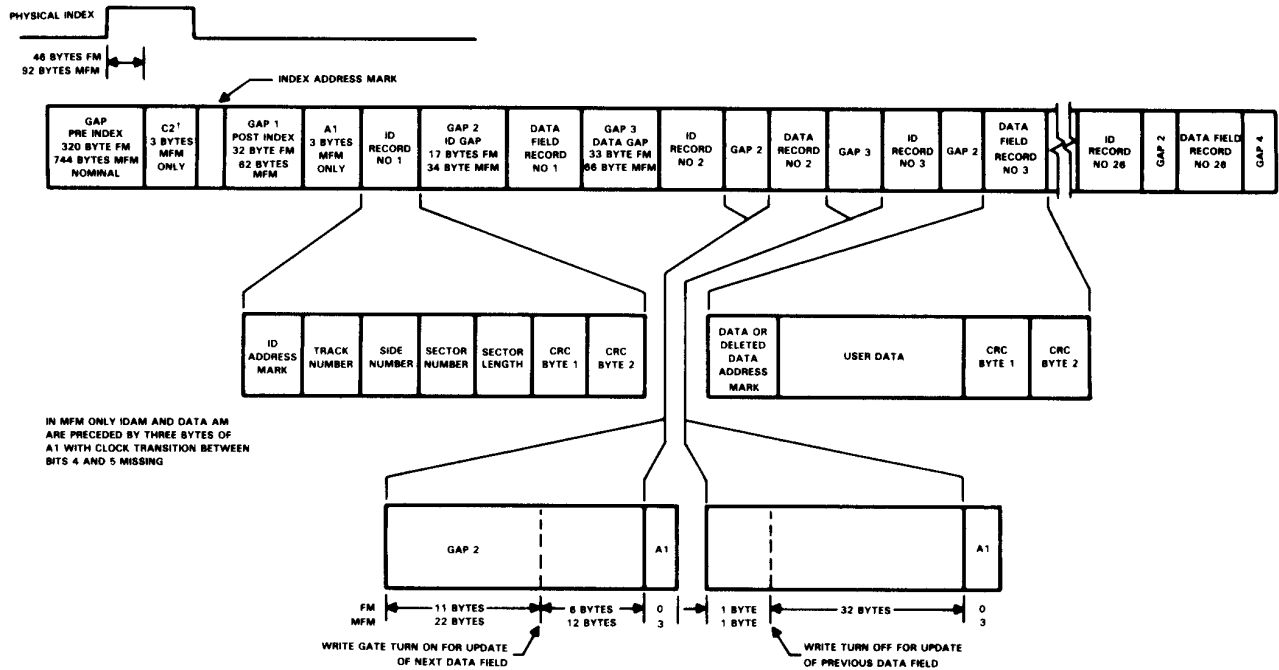 PHYSICAL INDEX
46 BYTES FM
92 BYTES MFM
INDEX ADDRESS MARK
GAP
PRE INDEX
320 BYTE FM
744 BYTES MFM
NOMINAL
C2†
3 BYTES
MFM
ONLY
GAP 1
POST INDEX
32 BYTE FM
62 BYTES
MFM
A1
3 BYTES
MFM
ONLY
ID
RECORD
NO 1
GAP 2
ID GAP
17 BYTES FM
34 BYTE MFM
DATA
FIELD
RECORD
NO 1
GAP 3
DATA GAP
33 BYTE FM
66 BYTE MFM
ID
RECORD
NO 2
GAP 2
DATA
RECORD
NO 2
GAP 3
ID
RECORD
NO 3
GAP 2
DATA
FIELD
RECORD
NO 3
ID
RECORD
NO 26
GAP 2
DATA FIELD
RECORD
NO 26
GAP 4
ID
ADDRESS
MARK
TRACK
NUMBER
SIDE
NUMBER
SECTOR
NUMBER
SECTOR
LENGTH
CRC
BYTE 1
CRC
BYTE 2
DATA OR
DELETED
DATA
ADDRESS
MARK
USER DATA
CRC
BYTE 1
CRC
BYTE 2
IN MFM ONLY IDAM AND DATA AM
ARE PRECEDED BY THREE BYTES OF
A1 WITH CLOCK TRANSITION BETWEEN
BITS 4 AND 5 MISSING
GAP 2
A1
A1
FM 11 BYTES 6 BYTES 0 1 BYTE 32 BYTES 0
MFM 22 BYTES 12 BYTES 3 1 BYTE 3
WRITE GATE TURN ON FOR UPDATE
OF NEXT DATA FIELD
WRITE TURN OFF FOR UPDATE
OF PREVIOUS DATA FIELD